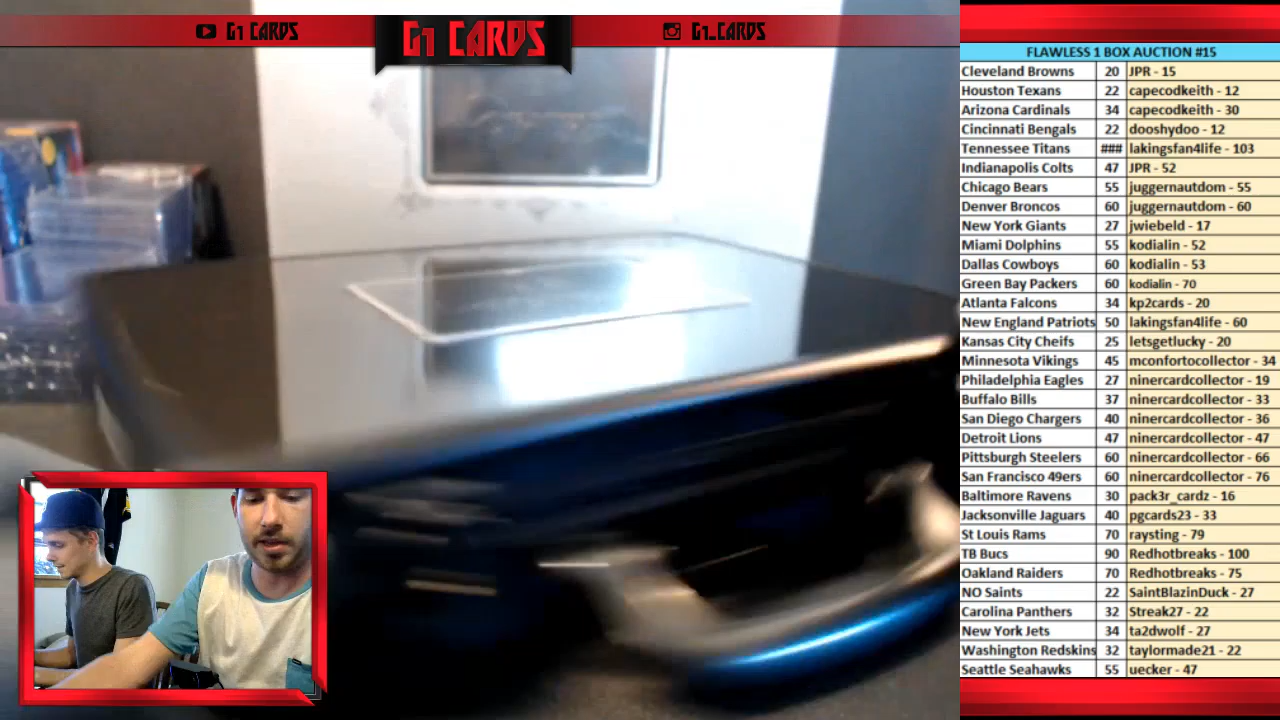 G1 CARDS
G1 CARDS
G1_CARDS
FLAWLESS 1 BOX AUCTION #15
Cleveland Browns 20 JPR - 15
Houston Texans 22 capecodkeith - 12
Arizona Cardinals 34 capecodkeith - 30
Cincinnati Bengals 22 dooshydoo - 12
Tennessee Titans ### lakingsfan4life - 103
Indianapolis Colts 47 JPR - 52
Chicago Bears 55 juggernautdom - 55
Denver Broncos 60 juggernautdom - 60
New York Giants 27 jwiebeld - 17
Miami Dolphins 55 kodialin - 52
Dallas Cowboys 60 kodialin - 53
Green Bay Packers 60 kodialin - 70
Atlanta Falcons 34 kp2cards - 20
New England Patriots 50 lakingsfan4life - 60
Kansas City Cheifs 25 letsgetlucky - 20
Minnesota Vikings 45 mconfortocollector - 34
Philadelphia Eagles 27 ninercardcollector - 19
Buffalo Bills 37 ninercardcollector - 33
San Diego Chargers 40 ninercardcollector - 36
Detroit Lions 47 ninercardcollector - 47
Pittsburgh Steelers 60 ninercardcollector - 66
San Francisco 49ers 60 ninercardcollector - 76
Baltimore Ravens 30 pack3r_cardz - 16
Jacksonville Jaguars 40 pgcards23 - 33
St Louis Rams 70 raysting - 79
TB Bucs 90 Redhotbreaks - 100
Oakland Raiders 70 Redhotbreaks - 75
NO Saints 22 SaintBlazinDuck - 27
Carolina Panthers 32 Streak27 - 22
New York Jets 34 ta2dwolf - 27
Washington Redskins 32 taylormade21 - 22
Seattle Seahawks 55 uecker - 47